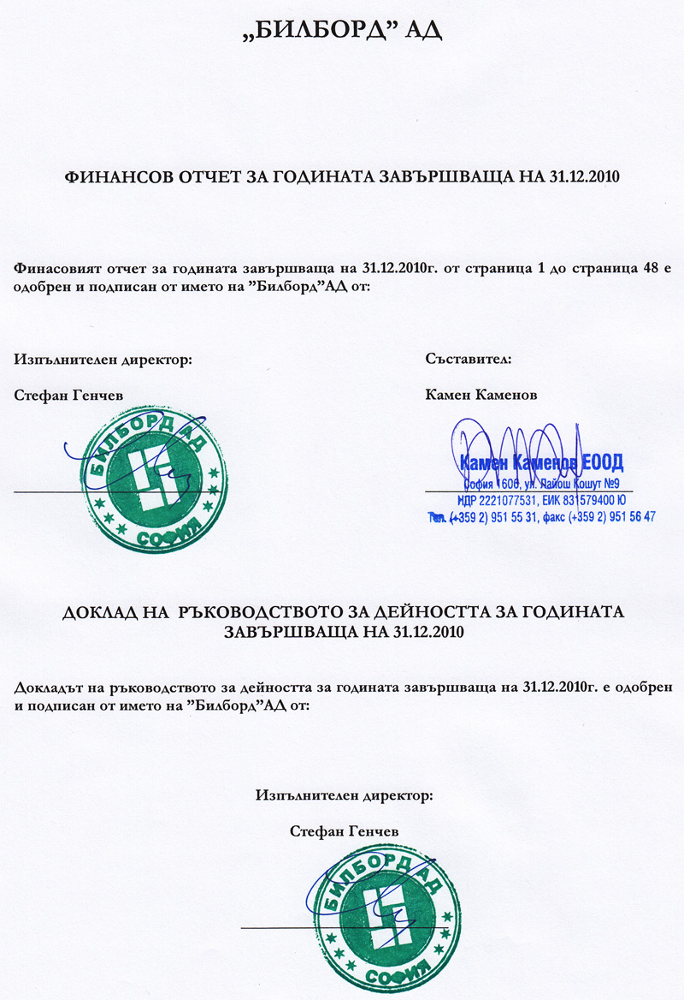 „БИЛБОРД” АД
ФИНАНСОВ ОТЧЕТ ЗА ГОДИНАТА ЗАВЪРШВАЩА НА 31.12.2010
Финасовият отчет за годината завършваща на 31.12.2010г. от страница 1 до страница 48 е
одобрен и подписан от името на ”Билборд”АД от:
Изпълнителен директор:
Стефан Генчев
БИЛБОРД АД
СОФИЯ
Съставител:
Камен Каменов
Камен Каменов ЕООД
София 1606, ул. Лайош Кошут №9
НДР 2221077531, ЕИК 831579400 Ю
Тел. (+359 2) 951 55 31, факс (+359 2) 951 56 47
ДОКЛАД НА РЪКОВОДСТВОТО ЗА ДЕЙНОСТТА ЗА ГОДИНАТА
ЗАВЪРШВАЩА НА 31.12.2010
Докладът на ръководството за дейността за годината завършваща на 31.12.2010г. е одобрен
и подписан от името на ”Билборд”АД от:
Изпълнителен директор:
Стефан Генчев
БИЛБОРД АД
СОФИЯ